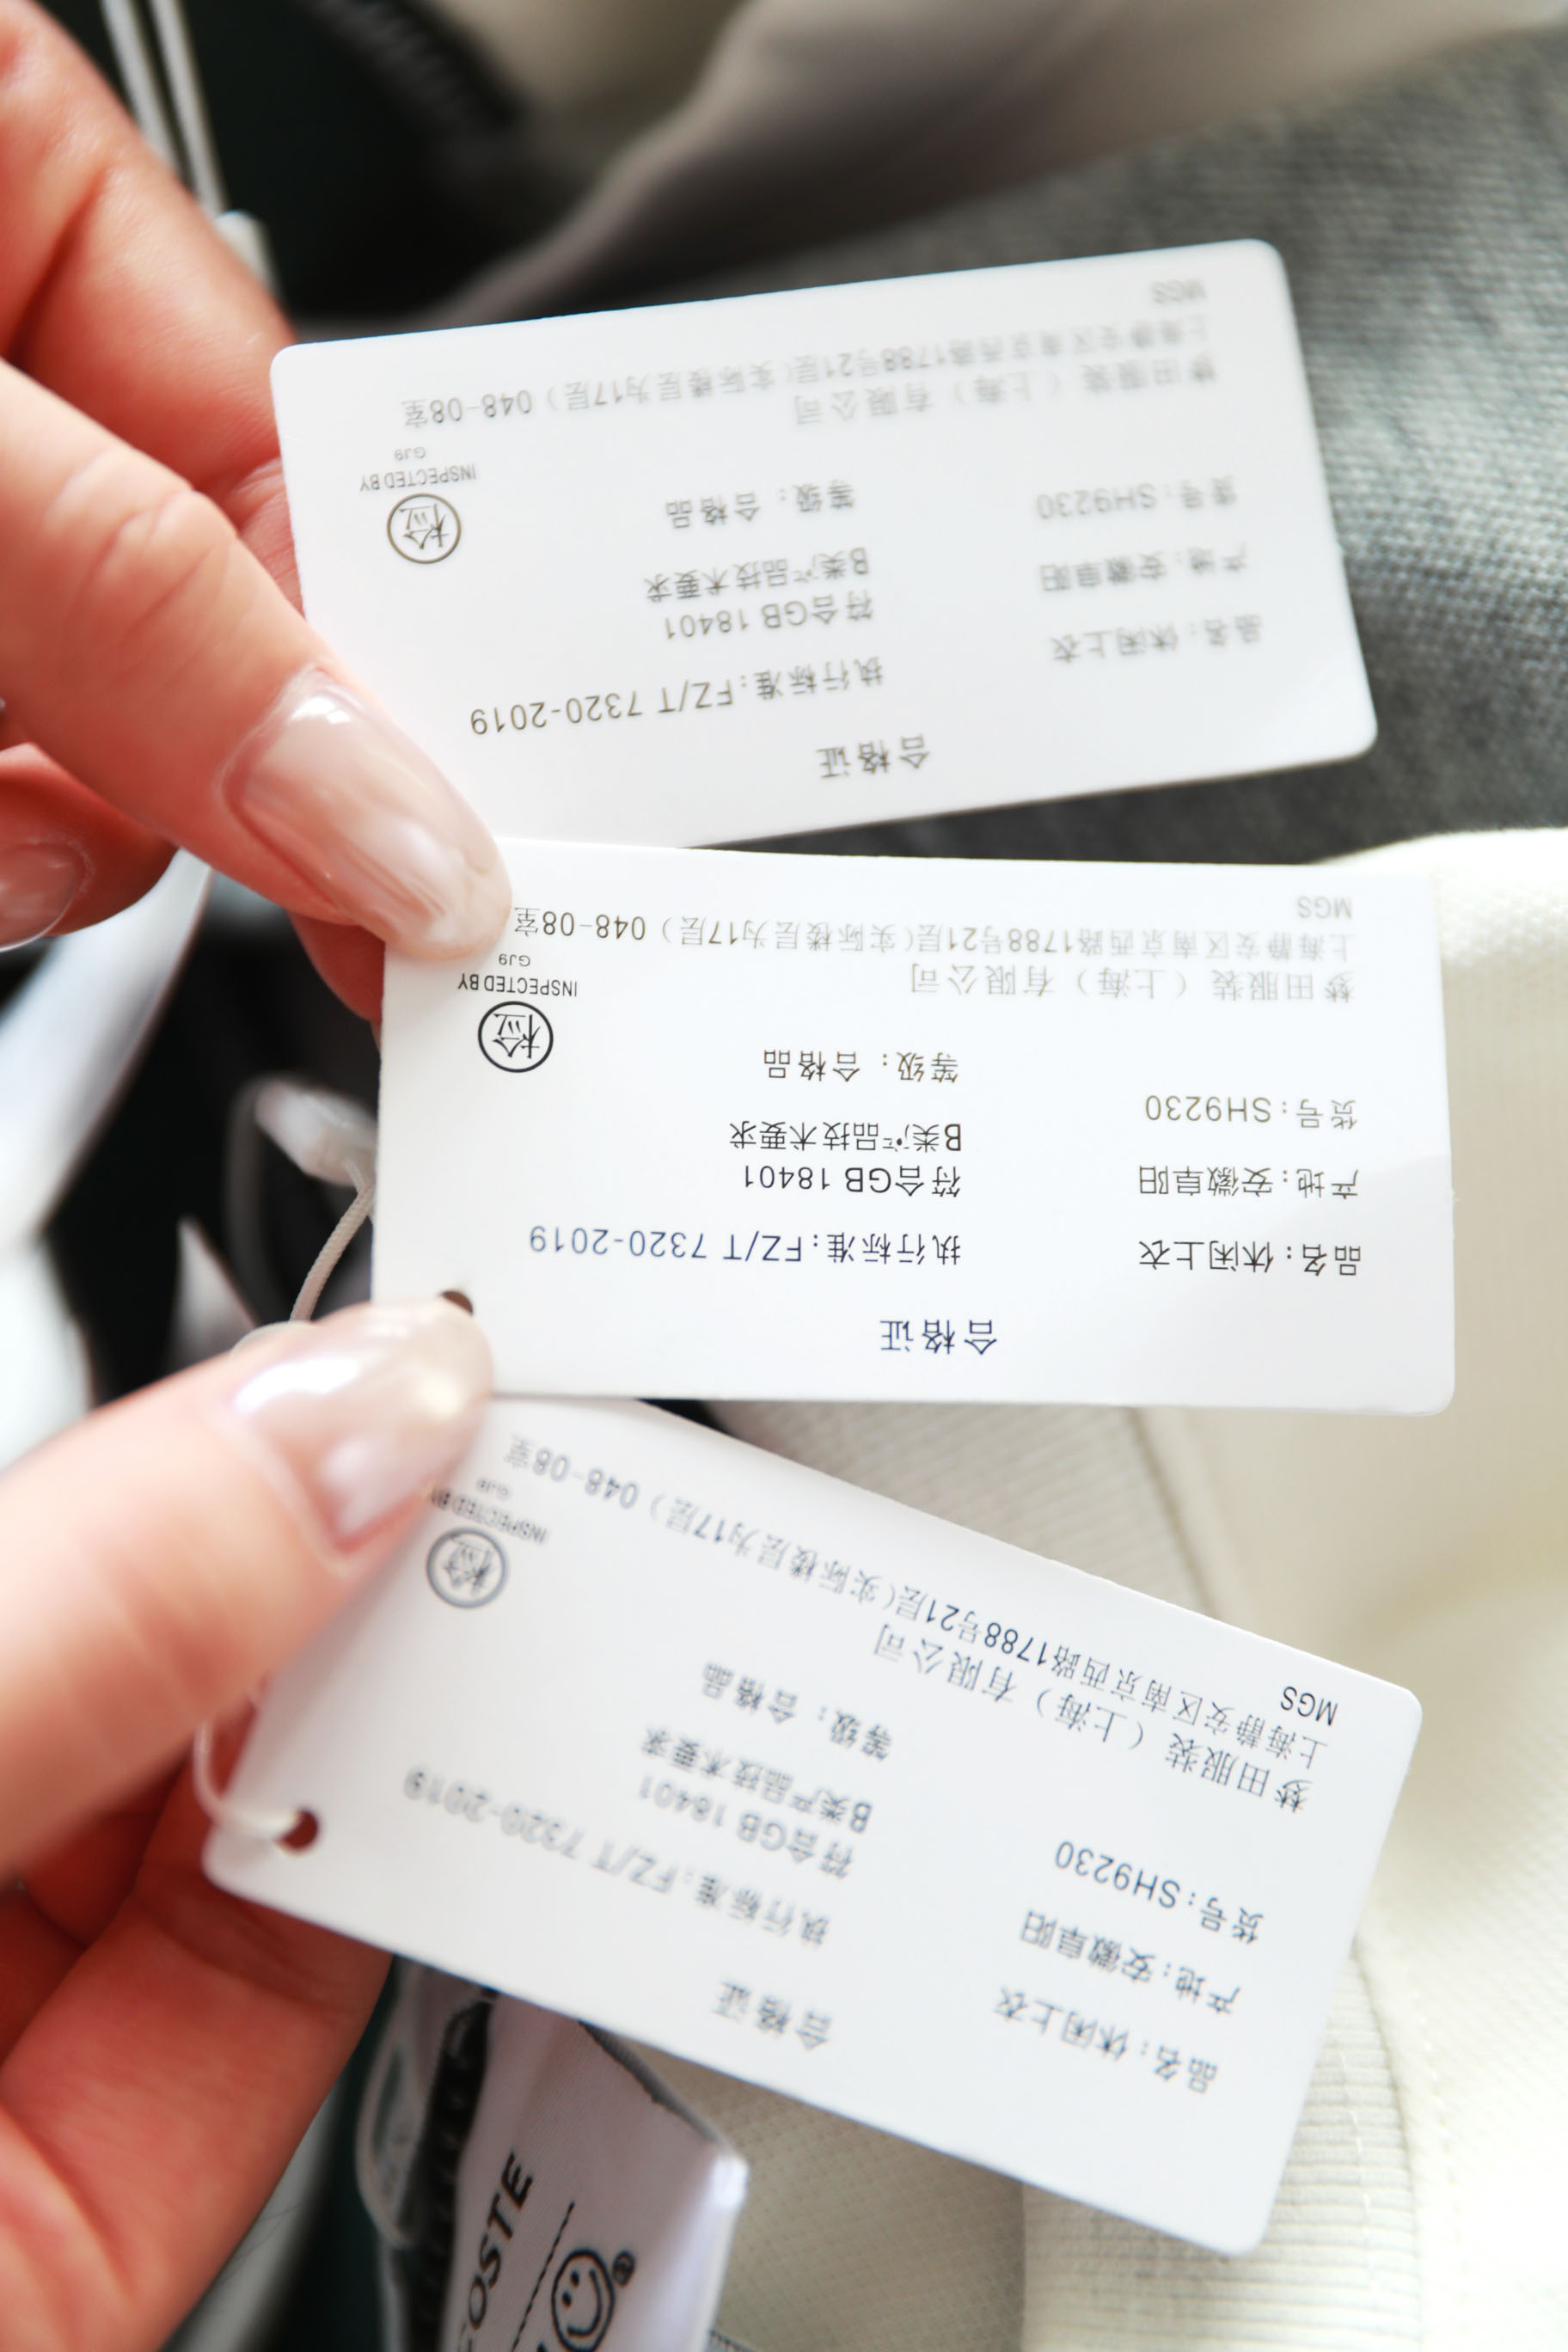 合格证
执行标准:FZ/T 7320-2019
品名:休闲上衣
符合GB 18401
产地:安徽阜阳
B类产品技术要求
货号:SH9230
等级: 合格品
检
INSPECTED BY
GJ9
梦田服装(上海)有限公司
上海静安区南京西路1788号21层(实际楼层为17层)048-08室
MGS
合格证
品名:休闲上衣
执行标准:FZ/T 7320-2019
产地:安徽阜阳
符合GB 18401
B类产品技术要求
货号:SH9230
等级: 合格品
检
INSPECTED BY
GJ9
梦田服装(上海)有限公司
上海静安区南京西路1788号21层(实际楼层为17层)048-08室
MGS
合格证
品名:休闲上衣
执行标准:FZ/T 7320-2019
产地:安徽阜阳
符合GB 18401
B类产品技术要求
货号:SH9230
等级: 合格品
检
INSPECTED BY
GJ9
梦田服装(上海)有限公司
上海静安区南京西路1788号21层(实际楼层为17层)048-08室
MGS
OSTE
®